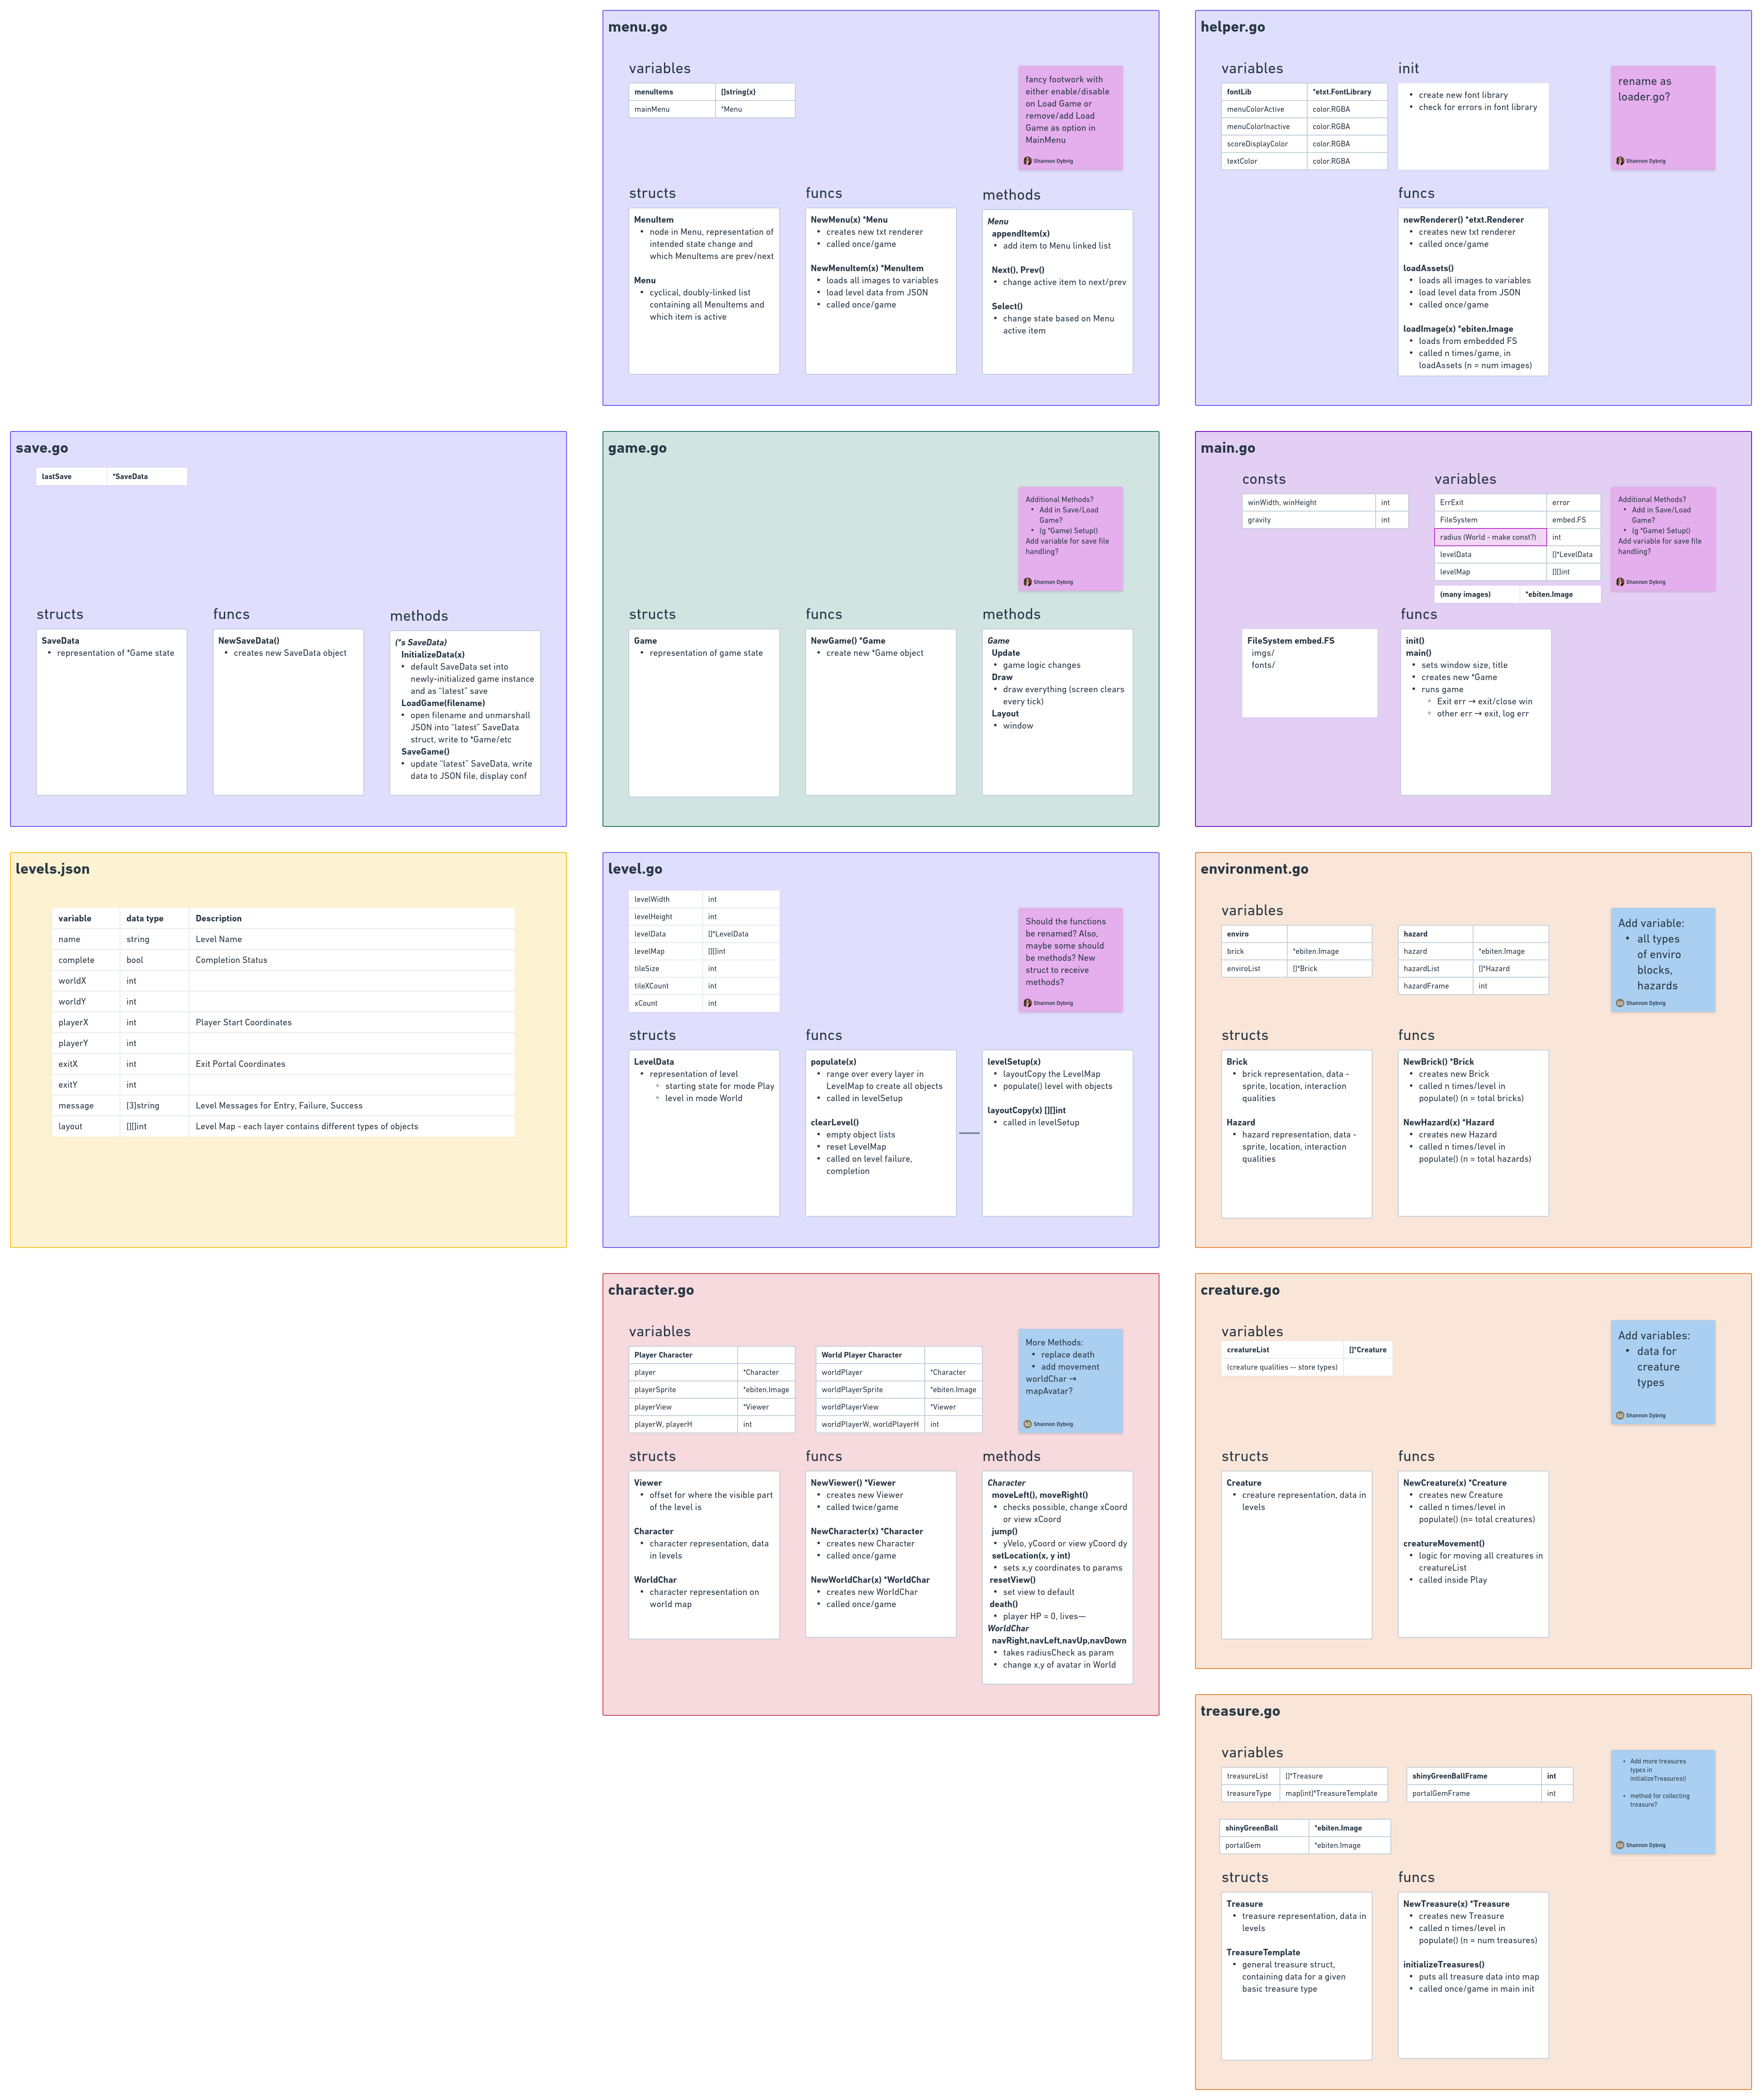 menu.go
variables
menuItems []string{x}
mainMenu *Menu
fancy footwork with
either enable/disable
on Load Game or
remove/add Load
Game as option in
MainMenu
Shannon Dybvig
structs
MenuItem
• node in Menu, representation of
intended state change and
which MenuItems are prev/next
Menu
• cyclical, doubly-linked list
containing all MenuItems and
which item is active
funcs
NewMenu(x) *Menu
• creates new txt renderer
• called once/game
NewMenuItem(x) *MenuItem
• loads all images to variables
• load level data from JSON
• called once/game
methods
Menu
appendItem(x)
• add item to Menu linked list
Next(), Prev()
• change active item to next/prev
Select()
• change state based on Menu
active item
helper.go
variables
fontLib *etxt.FontLibrary
menuColorActive color.RGBA
menuColorInactive color.RGBA
scoreDisplayColor color.RGBA
textColor color.RGBA
init
• create new font library
• check for errors in font library
rename as
loader.go?
Shannon Dybvig
funcs
newRenderer() *etxt.Renderer
• creates new txt renderer
• called once/game
loadAssets()
• loads all images to variables
• load level data from JSON
• called once/game
loadImage(x) *ebiten.Image
• loads from embedded FS
• called n times/game, in
loadAssets (n = num images)
save.go
lastSave *SaveData
structs
SaveData
• representation of *Game state
funcs
NewSaveData()
• creates new SaveData object
methods
(*s SaveData)
InitializeData(x)
• default SaveData set into
newly-initialized game instance
and as "latest" save
LoadGame(filename)
• open filename and unmarshall
JSON into "latest" SaveData
struct, write to *Game/etc
SaveGame()
• update "latest" SaveData, write
data to JSON file, display conf
game.go
Additional Methods?
• Add in Save/Load
Game?
• (g *Game) Setup()
Add variable for save file
handling?
Shannon Dybvig
structs
Game
• representation of game state
funcs
NewGame() *Game
• create new *Game object
methods
Game
Update
• game logic changes
Draw
• draw everything (screen clears
every tick)
Layout
• window
main.go
consts
winWidth, winHeight int
gravity int
variables
ErrExit error
FileSystem embed.FS
radius (World - make const?) int
levelData []*LevelData
levelMap [][]int
(many images) *ebiten.Image
Additional Methods?
• Add in Save/Load
Game?
• (g *Game) Setup()
Add variable for save file
handling?
Shannon Dybvig
FileSystem embed.FS
imgs/
fonts/
funcs
init()
main()
• sets window size, title
• creates new *Game
• runs game
◦ Exit err → exit/close win
◦ other err → exit, log err
levels.json
variable data type Description
name string Level Name
complete bool Completion Status
worldX int
worldY int
playerX int Player Start Coordinates
playerY int
exitX int Exit Portal Coordinates
exitY int
message [3]string Level Messages for Entry, Failure, Success
layout [][]int Level Map - each layer contains different types of objects
level.go
levelWidth int
levelHeight int
levelData []*LevelData
levelMap [][]int
tileSize int
tileXCount int
xCount int
Should the functions
be renamed? Also,
maybe some should
be methods? New
struct to receive
methods?
Shannon Dybvig
structs
LevelData
• representation of level
◦ starting state for mode Play
◦ level in mode World
funcs
populate(x)
• range over every layer in
LevelMap to create all objects
• called in levelSetup
clearLevel()
• empty object lists
• reset LevelMap
• called on level failure,
completion
methods
levelSetup(x)
• layoutCopy the LevelMap
• populate() level with objects
layoutCopy(x) [][]int
• called in levelSetup
environment.go
variables
enviro
brick *ebiten.Image
enviroList []*Brick
hazard
hazard *ebiten.Image
hazardList []*Hazard
hazardFrame int
Add variable:
• all types
of enviro
blocks,
hazards
SD Shannon Dybvig
structs
Brick
• brick representation, data -
sprite, location, interaction
qualities
Hazard
• hazard representation, data -
sprite, location, interaction
qualities
funcs
NewBrick() *Brick
• creates new Brick
• called n times/level in
populate() (n = total bricks)
NewHazard(x) *Hazard
• creates new Hazard
• called n times/level in
populate() (n = total hazards)
character.go
variables
Player Character
player *Character
playerSprite *ebiten.Image
playerView *Viewer
playerW, playerH int
World Player Character
worldPlayer *Character
worldPlayerSprite *ebiten.Image
worldPlayerView *Viewer
worldPlayerW, worldPlayerH int
More Methods:
• replace death
• add movement
worldChar →
mapAvatar?
SD Shannon Dybvig
structs
Viewer
• offset for where the visible part
of the level is
Character
• character representation, data
in levels
WorldChar
• character representation on
world map
funcs
NewViewer() *Viewer
• creates new Viewer
• called twice/game
NewCharacter(x) *Character
• creates new Character
• called once/game
NewWorldChar(x) *WorldChar
• creates new WorldChar
• called once/game
methods
Character
moveLeft(), moveRight()
• checks possible, change xCoord
or view xCoord
jump()
• yVelo, yCoord or view yCoord dy
setLocation(x, y int)
• sets x,y coordinates to params
resetView()
• set view to default
death()
• player HP = 0, lives—
WorldChar
navRight,navLeft,navUp,navDown
• takes radiusCheck as param
• change x,y of avatar in World
creature.go
variables
creatureList []*Creature
(creature qualities -- store types)
Add variables:
• data for
creature
types
SD Shannon Dybvig
structs
Creature
• creature representation, data in
levels
funcs
NewCreature(x) *Creature
• creates new Creature
• called n times/level in
populate() (n= total creatures)
creatureMovement()
• logic for moving all creatures in
creatureList
• called inside Play
treasure.go
variables
treasureList []*Treasure
treasureType map[int]*TreasureTemplate
shinyGreenBallFrame int
portalGemFrame int
shinyGreenBall *ebiten.Image
portalGem *ebiten.Image
• Add more treasures
types in
initializeTreasures()
• method for collecting
treasure?
SD Shannon Dybvig
structs
Treasure
• treasure representation, data in
levels
TreasureTemplate
• general treasure struct,
containing data for a given
basic treasure type
funcs
NewTreasure(x) *Treasure
• creates new Treasure
• called n times/level in
populate() (n = num treasures)
initializeTreasures()
• puts all treasure data into map
• called once/game in main init